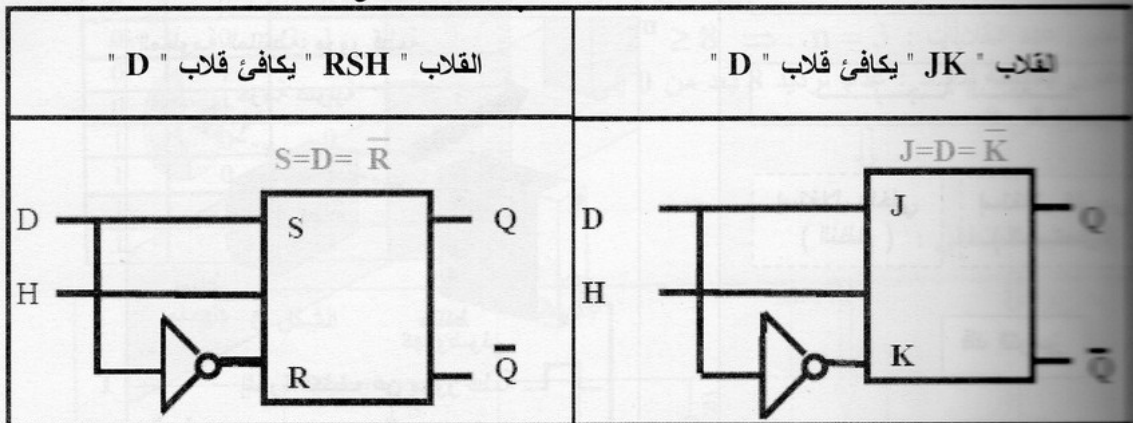 القلاب " JK " يكافئ قلاب " D "
القلاب " RSH " يكافئ قلاب " D "
J=D= K̅
D
J
Q
H
K
Q̅
S=D= R̅
D
S
Q
H
R
Q̅